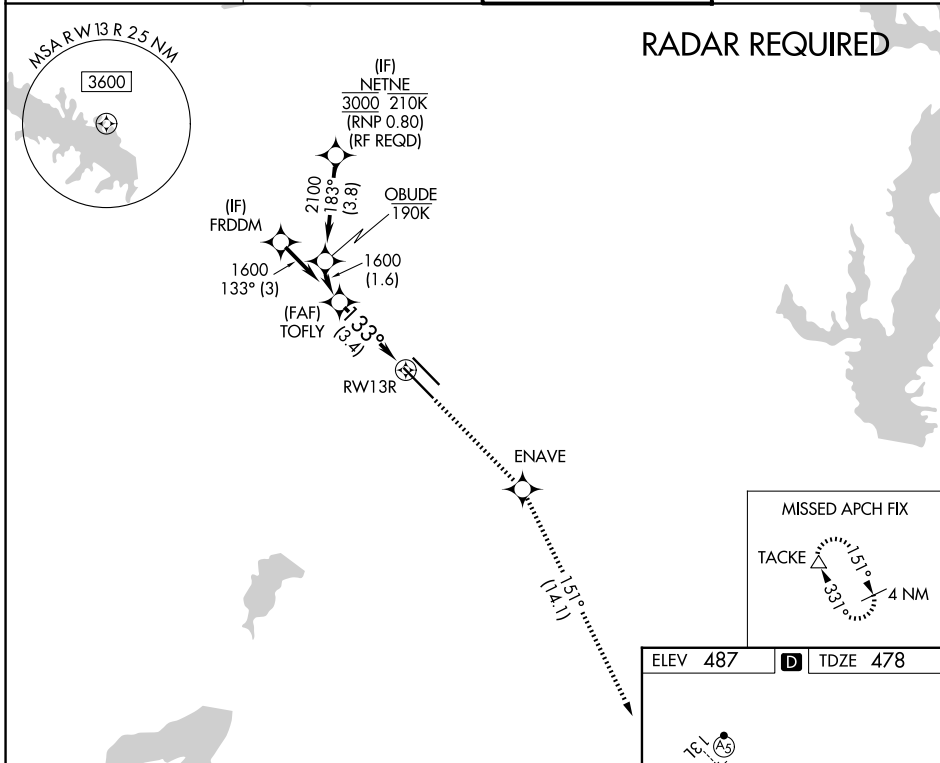 MSA RW13R 25 NM
3600
RADAR REQUIRED
(IF)
NETNE
3000 210K
(RNP 0.80)
(RF REQD)
2100
183°
(3.8)
OBUDE
190K
(IF)
FRDDM
1600
133° (3)
1600
(1.6)
(FAF)
TOFLY
133°
(3.4)
RW13R
ENAVE
151°
(14.1)
MISSED APCH FIX
TACKE
151°
331°
4 NM
ELEV 487
D
TDZE 478
13L
A5